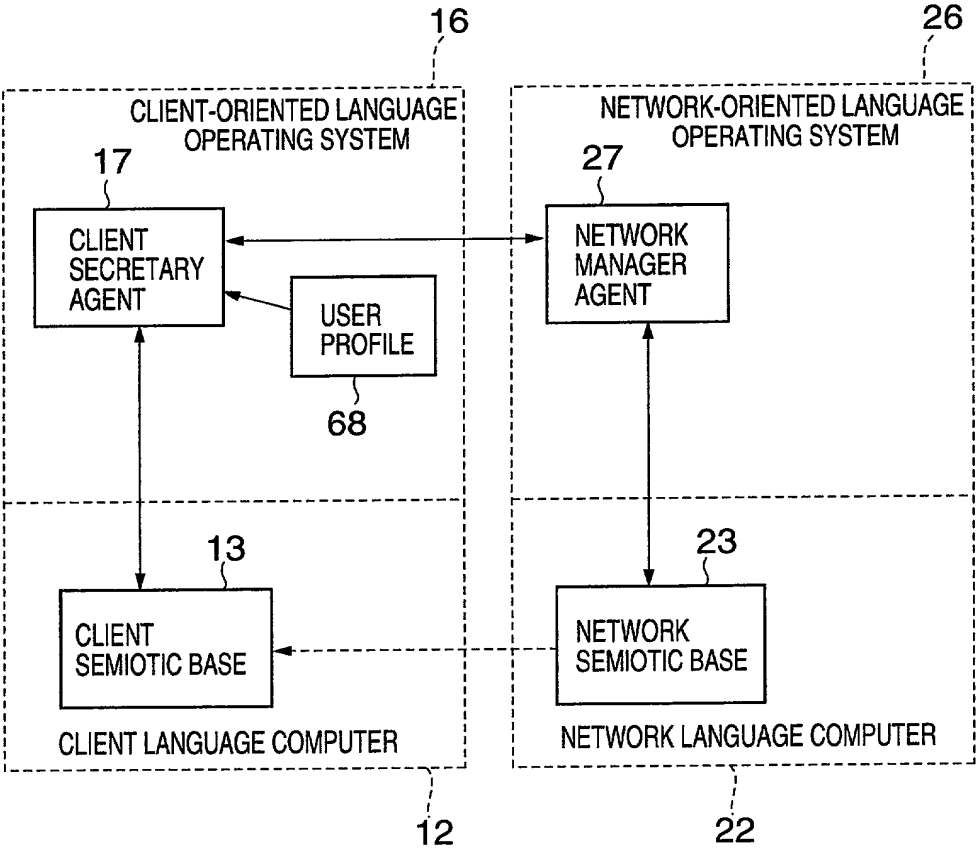 16
26
CLIENT-ORIENTED LANGUAGE
OPERATING SYSTEM
NETWORK-ORIENTED LANGUAGE
OPERATING SYSTEM
17
27
CLIENT
SECRETARY
AGENT
NETWORK
MANAGER
AGENT
USER
PROFILE
68
13
23
CLIENT
SEMIOTIC BASE
NETWORK
SEMIOTIC BASE
CLIENT LANGUAGE COMPUTER
NETWORK LANGUAGE COMPUTER
12
22